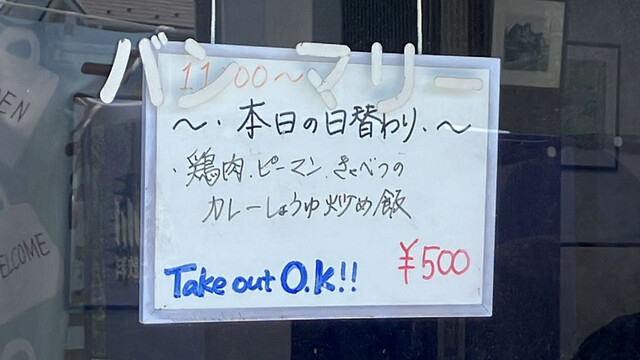 バン マリー
11:00～
～・本日の日替わり・～
・鶏肉、ピーマン、きゃべつの
カレーしょうゆ炒め飯
¥500
Take out O.K!!
WELCOME